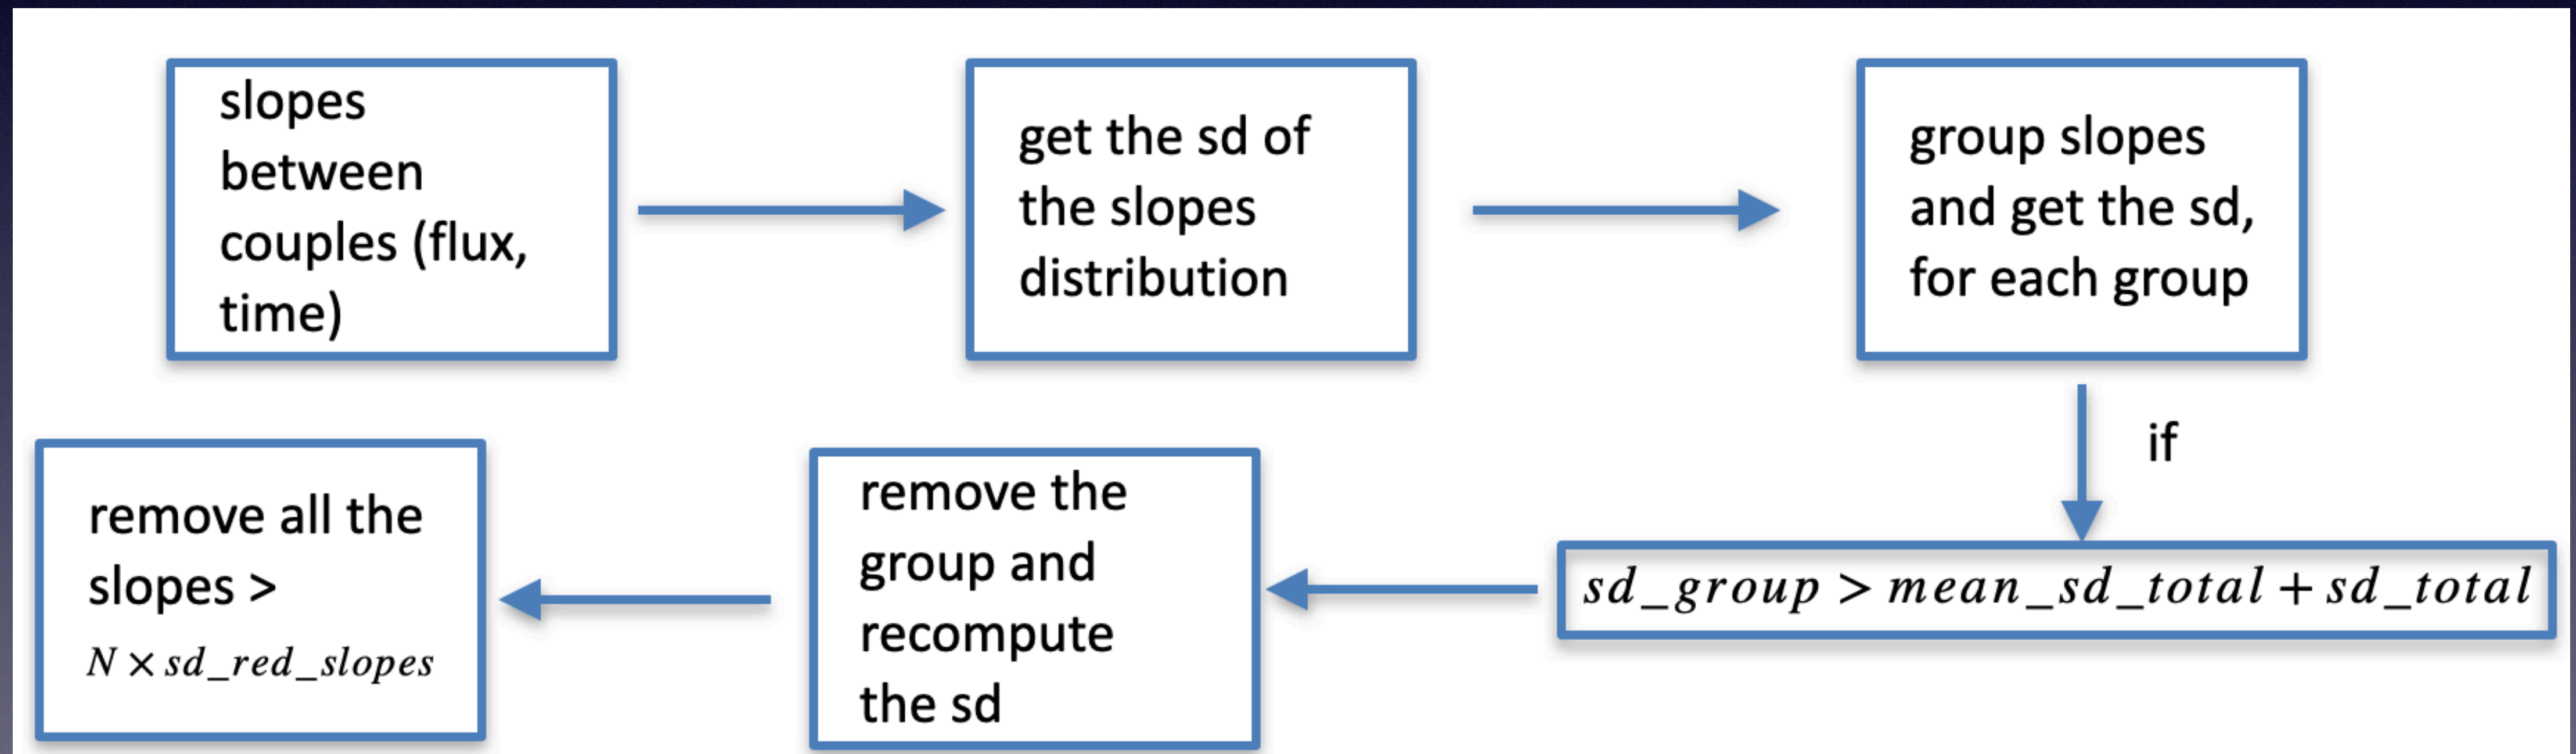 slopes
between
couples (flux,
time)
get the sd of
the slopes
distribution
group slopes
and get the sd,
for each group
if
sd_group > mean_sd_total + sd_total
remove the
group and
recompute
the sd
remove all the
slopes >
N × sd_red_slopes